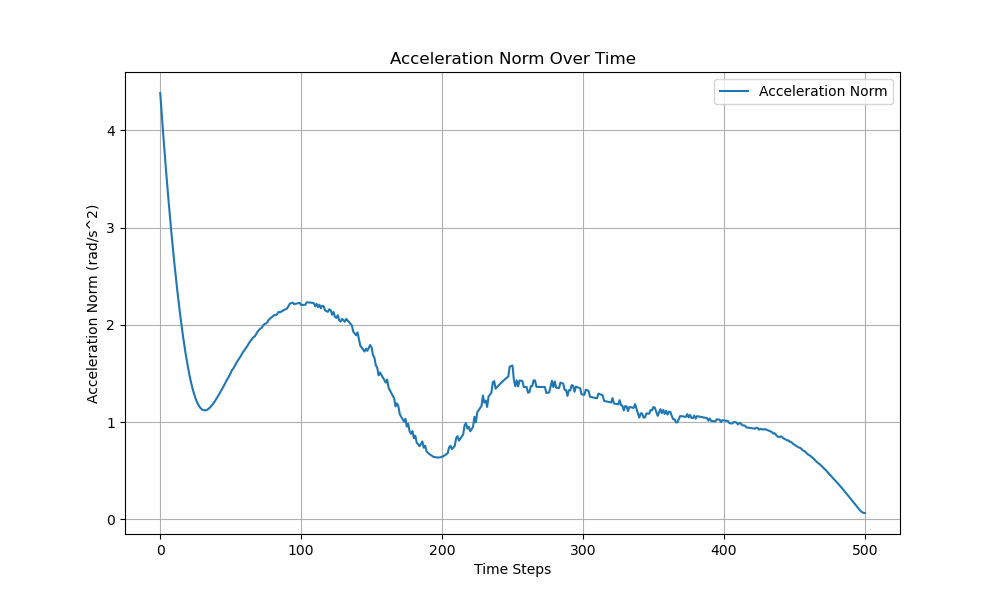 Acceleration Norm Over Time
Acceleration Norm
Acceleration Norm (rad/s^2)
4
3
2
1
0
0 100 200 300 400 500
Time Steps